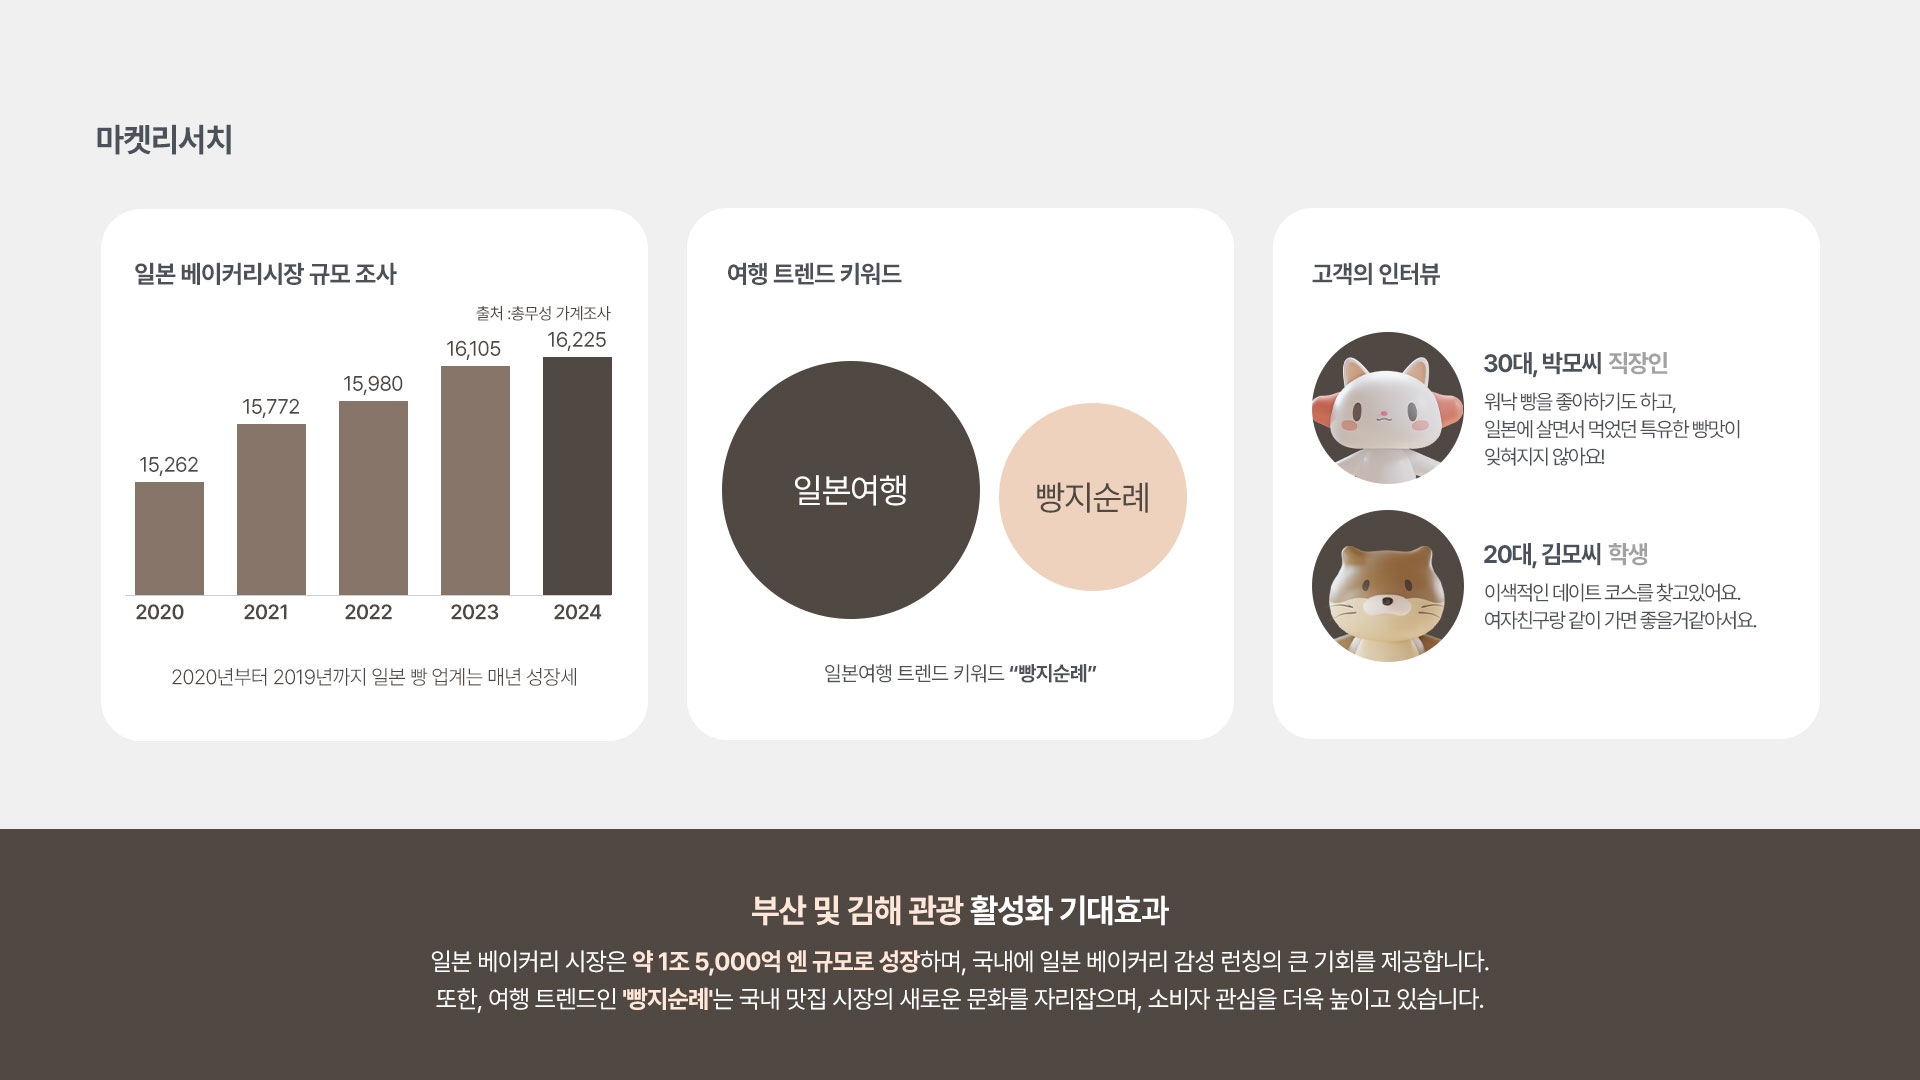 마켓리서치
일본 베이커리시장 규모 조사
출처 :총무성 가계조사
15,262
15,772
15,980
16,105
16,225
2020
2021
2022
2023
2024
2020년부터 2019년까지 일본 빵 업계는 매년 성장세
여행 트렌드 키워드
일본여행
빵지순례
일본여행 트렌드 키워드 “빵지순례”
고객의 인터뷰
30대, 박모씨 직장인
워낙 빵을 좋아하기도 하고,
일본에 살면서 먹었던 특유한 빵맛이
잊혀지지 않아요!
20대, 김모씨 학생
이색적인 데이트 코스를 찾고있어요.
여자친구랑 같이 가면 좋을거같아서요.
부산 및 김해 관광 활성화 기대효과
일본 베이커리 시장은 약 1조 5,000억 엔 규모로 성장하며, 국내에 일본 베이커리 감성 런칭의 큰 기회를 제공합니다.
또한, 여행 트렌드인 '빵지순례'는 국내 맛집 시장의 새로운 문화를 자리잡으며, 소비자 관심을 더욱 높이고 있습니다.